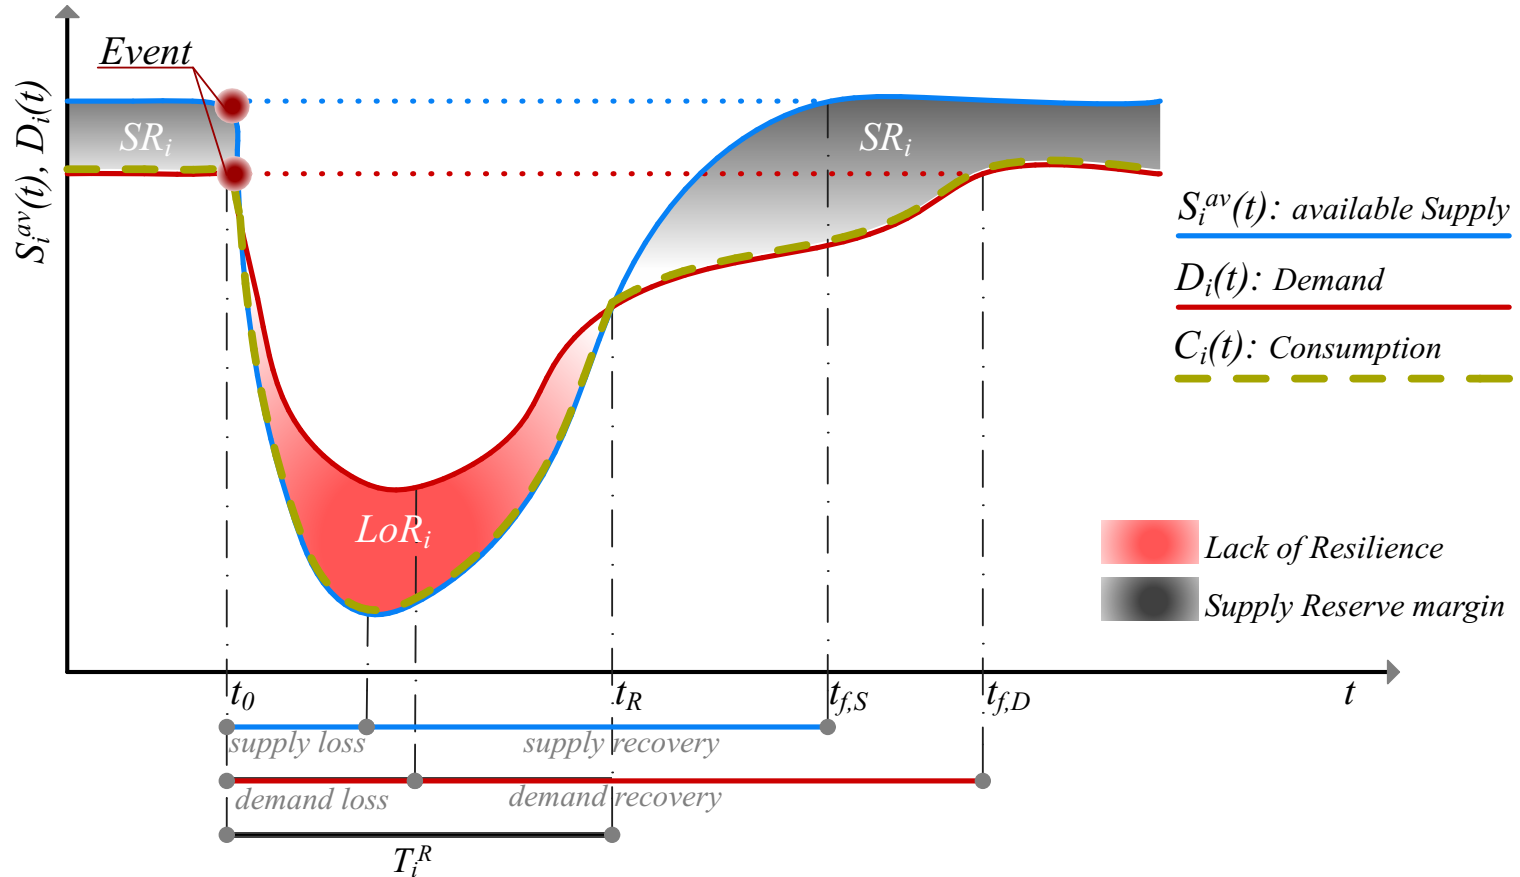 Event
S_i^av(t), D_i(t)
SR_i
SR_i
S_i^av(t): available Supply
D_i(t): Demand
C_i(t): Consumption
LoR_i
Lack of Resilience
Supply Reserve margin
t_0
t_R
t_f,S
t_f,D
t
supply loss
supply recovery
demand loss
demand recovery
T_i^R